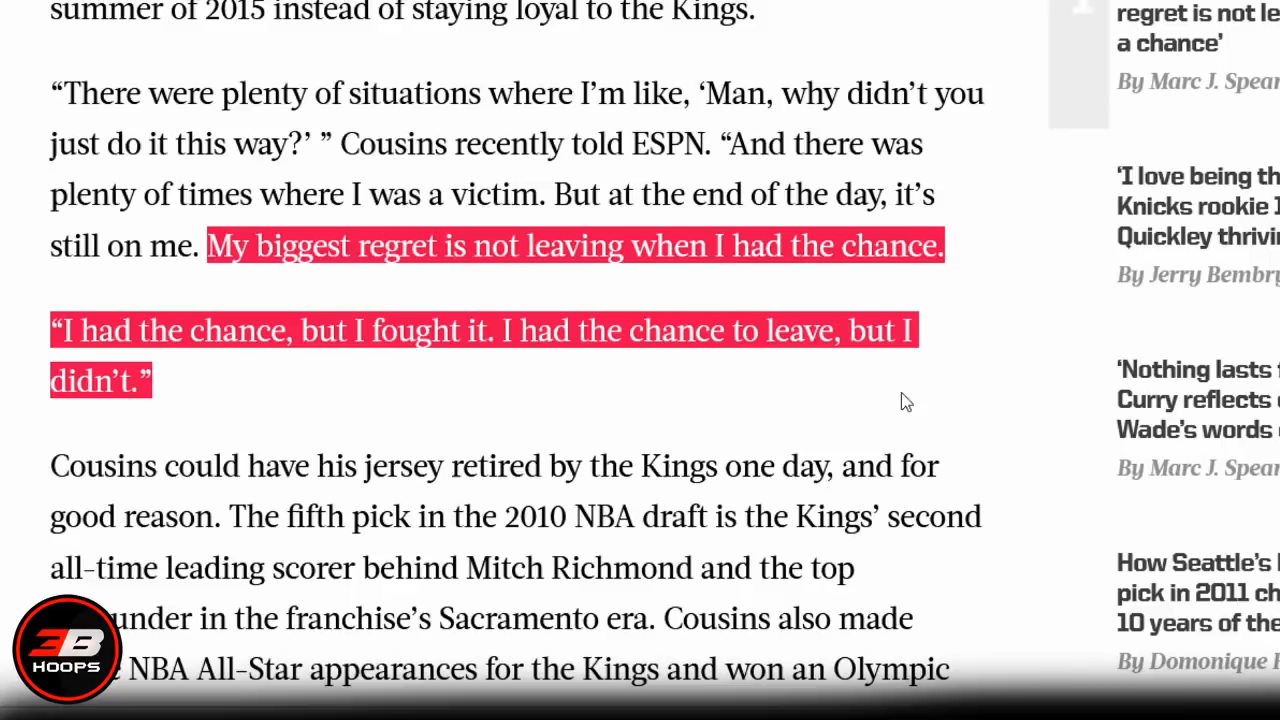 summer of 2015 instead of staying loyal to the Kings.
“There were plenty of situations where I’m like, ‘Man, why didn’t you
just do it this way?’ ” Cousins recently told ESPN. “And there was
plenty of times where I was a victim. But at the end of the day, it’s
still on me. My biggest regret is not leaving when I had the chance.
“I had the chance, but I fought it. I had the chance to leave, but I
didn’t.”
Cousins could have his jersey retired by the Kings one day, and for
good reason. The fifth pick in the 2010 NBA draft is the Kings’ second
all-time leading scorer behind Mitch Richmond and the top
under in the franchise’s Sacramento era. Cousins also made
NBA All-Star appearances for the Kings and won an Olympic
3B
HOOPS
regret is not le
a chance’
By Marc J. Spear
‘I love being th
Knicks rookie
Quickley thrivi
By Jerry Bembry
‘Nothing lasts
Curry reflects
Wade’s words
By Marc J. Spear
How Seattle’s
pick in 2011 ch
10 years of the
By Domonique